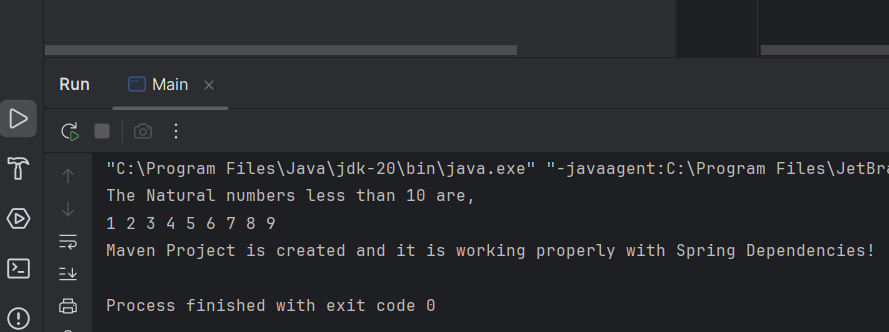 Run Main
"C:\Program Files\Java\jdk-20\bin\java.exe" "-javaagent:C:\Program Files\JetBra
The Natural numbers less than 10 are,
1 2 3 4 5 6 7 8 9
Maven Project is created and it is working properly with Spring Dependencies!
Process finished with exit code 0